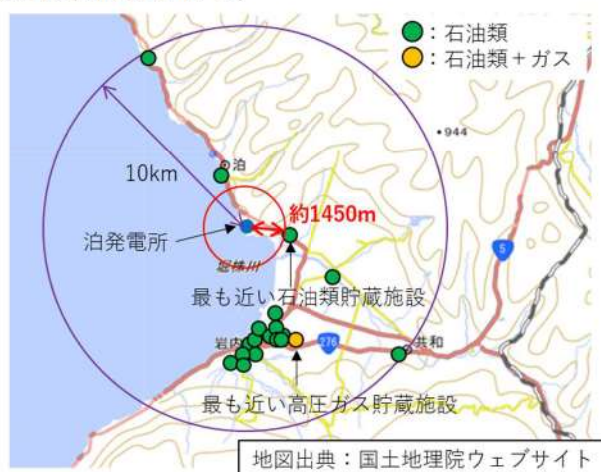 ●：石油類
●：石油類＋ガス
・944
10km
泊
約1450m
泊発電所
堀株川
5
最も近い石油類貯蔵施設
岩内
276
共和
最も近い高圧ガス貯蔵施設
地図出典：国土地理院ウェブサイト